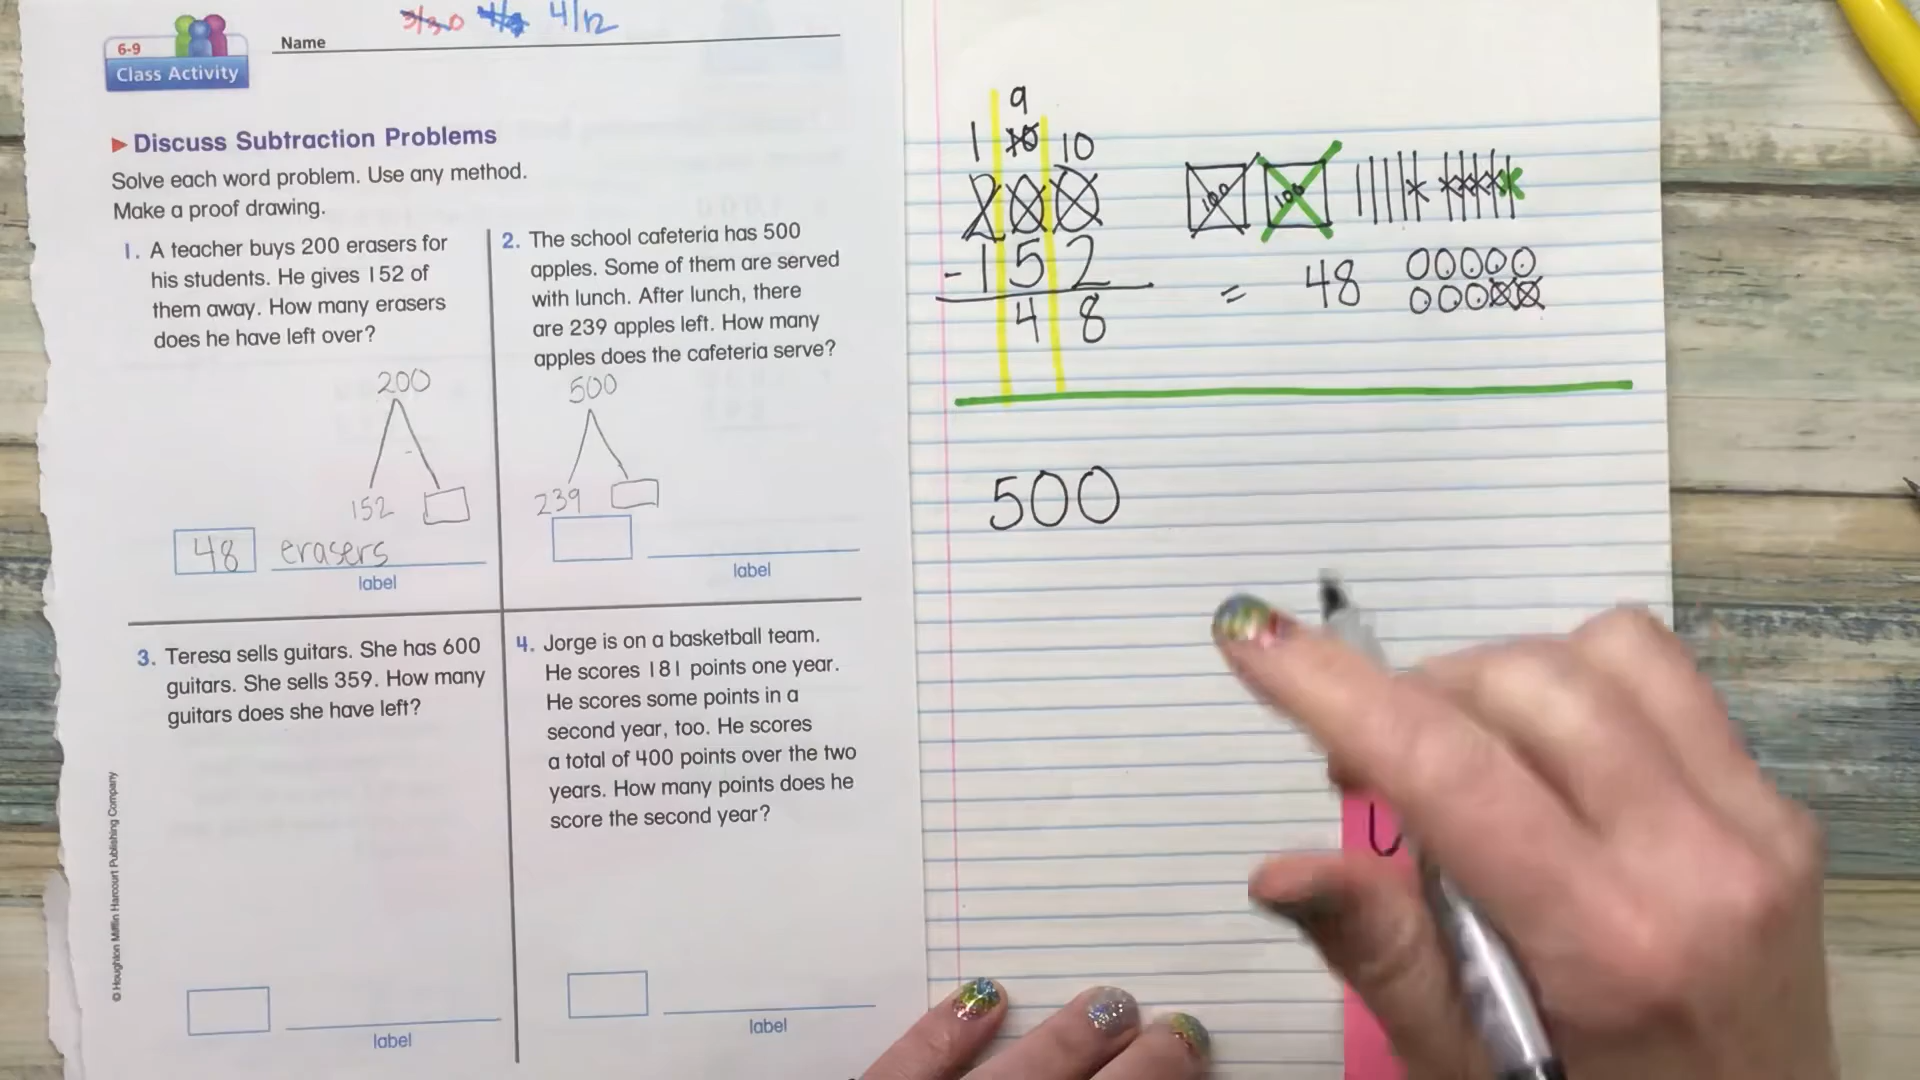 3/30 4/12
6-9
Class Activity
Name
Discuss Subtraction Problems
Solve each word problem. Use any method.
Make a proof drawing.
1. A teacher buys 200 erasers for
his students. He gives 152 of
them away. How many erasers
does he have left over?
200
152
48 erasers
label
2. The school cafeteria has 500
apples. Some of them are served
with lunch. After lunch, there
are 239 apples left. How many
apples does the cafeteria serve?
500
239
label
3. Teresa sells guitars. She has 600
guitars. She sells 359. How many
guitars does she have left?
label
4. Jorge is on a basketball team.
He scores 181 points one year.
He scores some points in a
second year, too. He scores
a total of 400 points over the two
years. How many points does he
score the second year?
label
© Houghton Mifflin Harcourt Publishing Company
9
1 10 10
200
-152
48
= 48
100 100
500